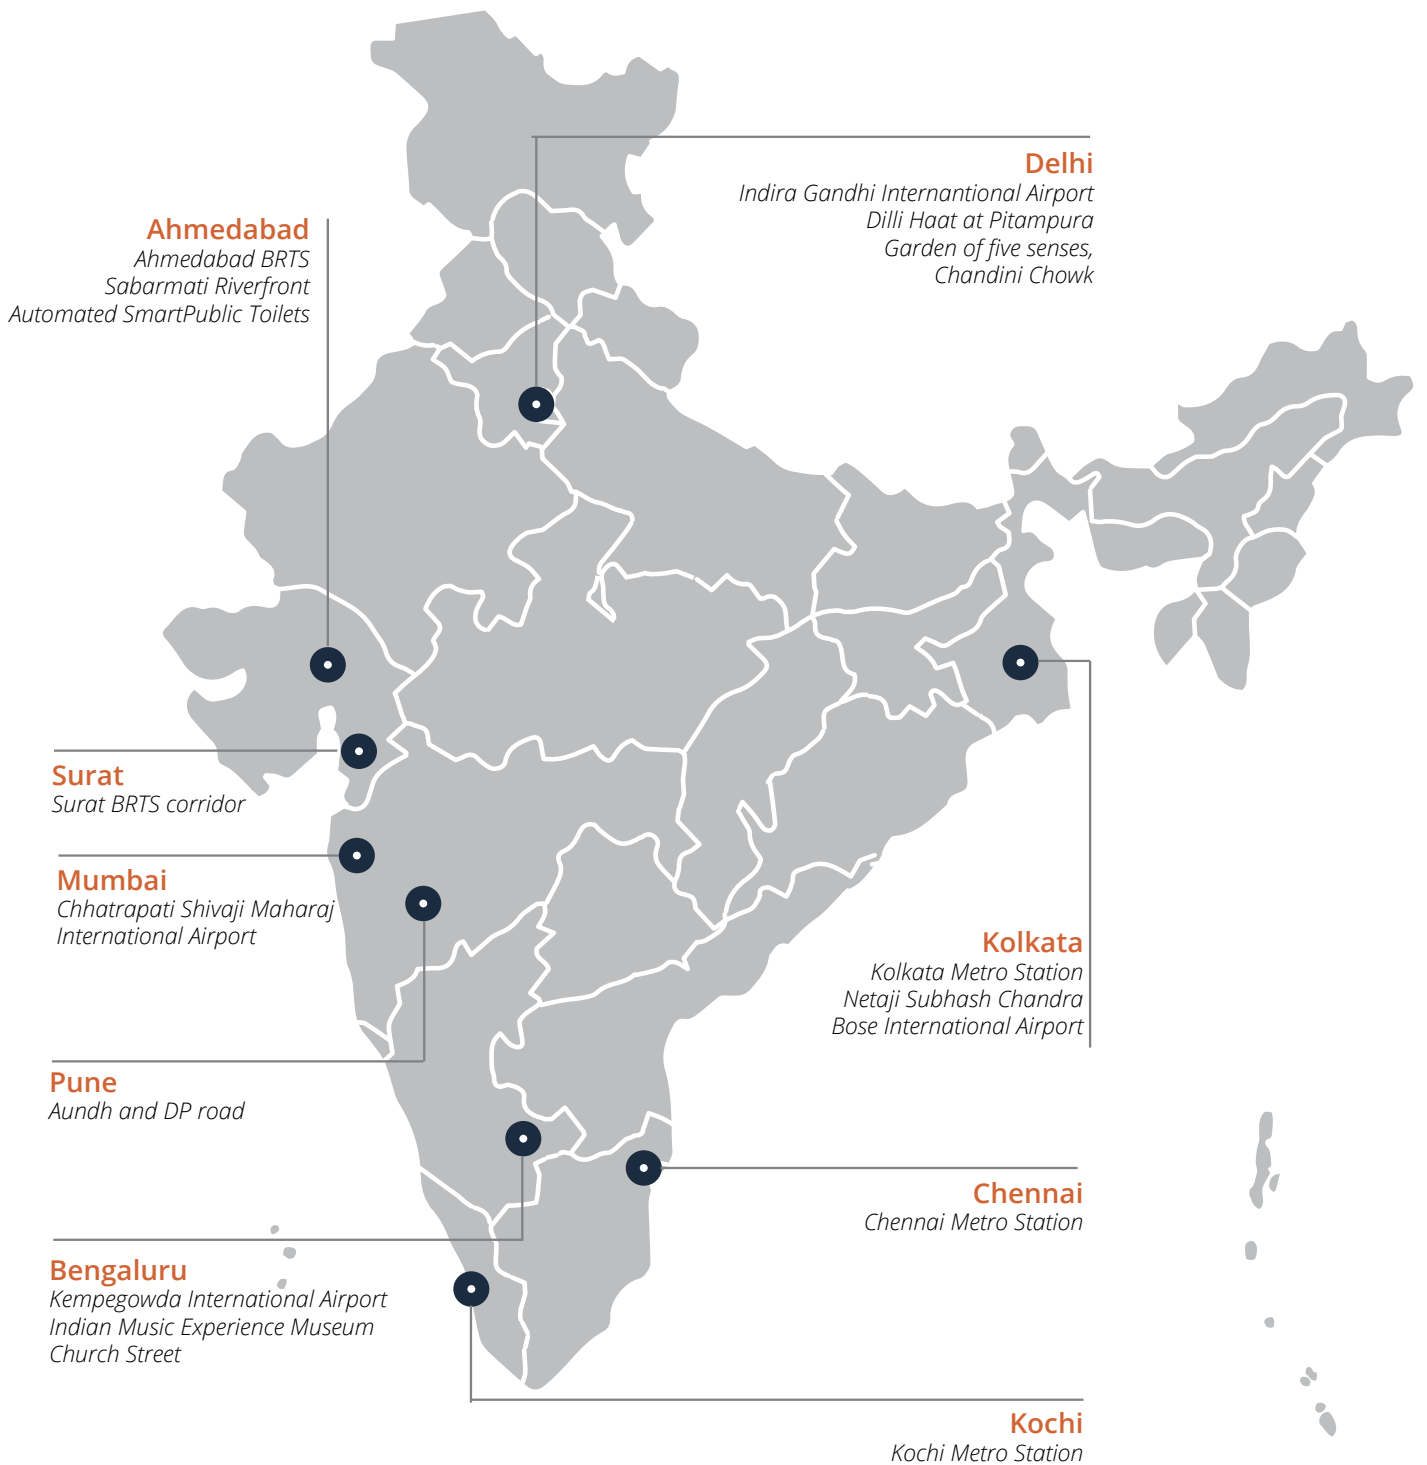 Delhi
Indira Gandhi Internantional Airport
Dilli Haat at Pitampura
Garden of five senses,
Chandini Chowk
Ahmedabad
Ahmedabad BRTS
Sabarmati Riverfront
Automated SmartPublic Toilets
Surat
Surat BRTS corridor
Mumbai
Chhatrapati Shivaji Maharaj
International Airport
Kolkata
Kolkata Metro Station
Netaji Subhash Chandra
Bose International Airport
Pune
Aundh and DP road
Chennai
Chennai Metro Station
Bengaluru
Kempegowda International Airport
Indian Music Experience Museum
Church Street
Kochi
Kochi Metro Station